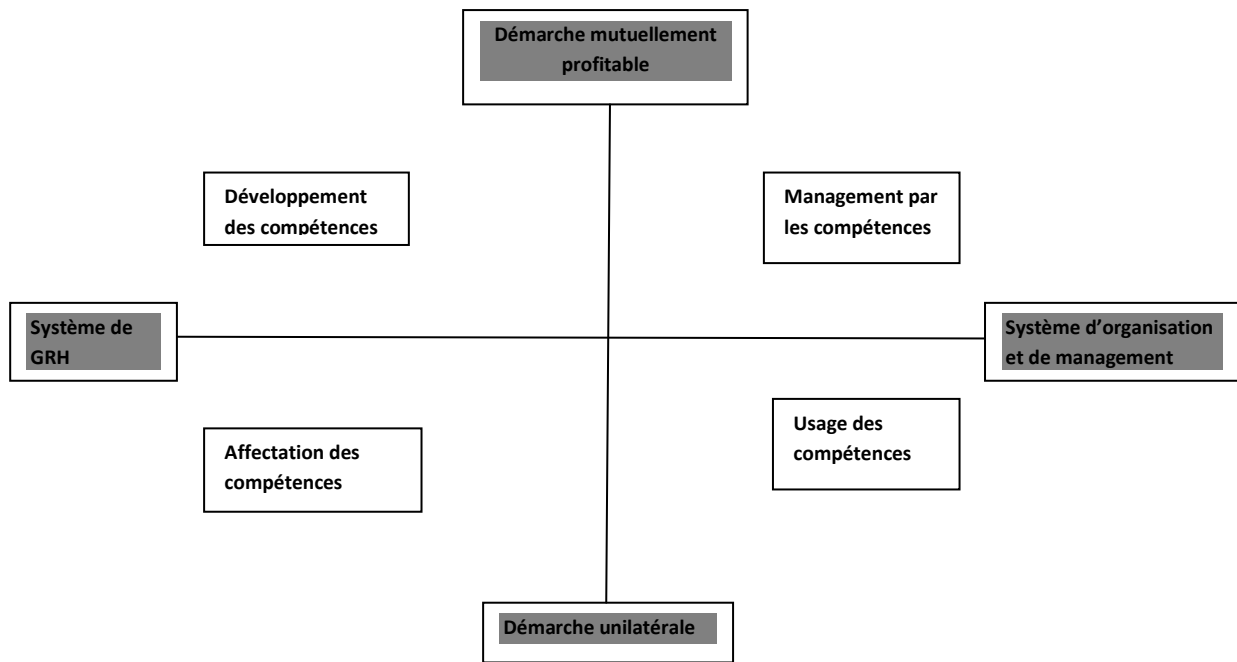 Démarche mutuellement
profitable
Développement
des compétences
Management par
les compétences
Système de
GRH
Système d’organisation
et de management
Affectation des
compétences
Usage des
compétences
Démarche unilatérale